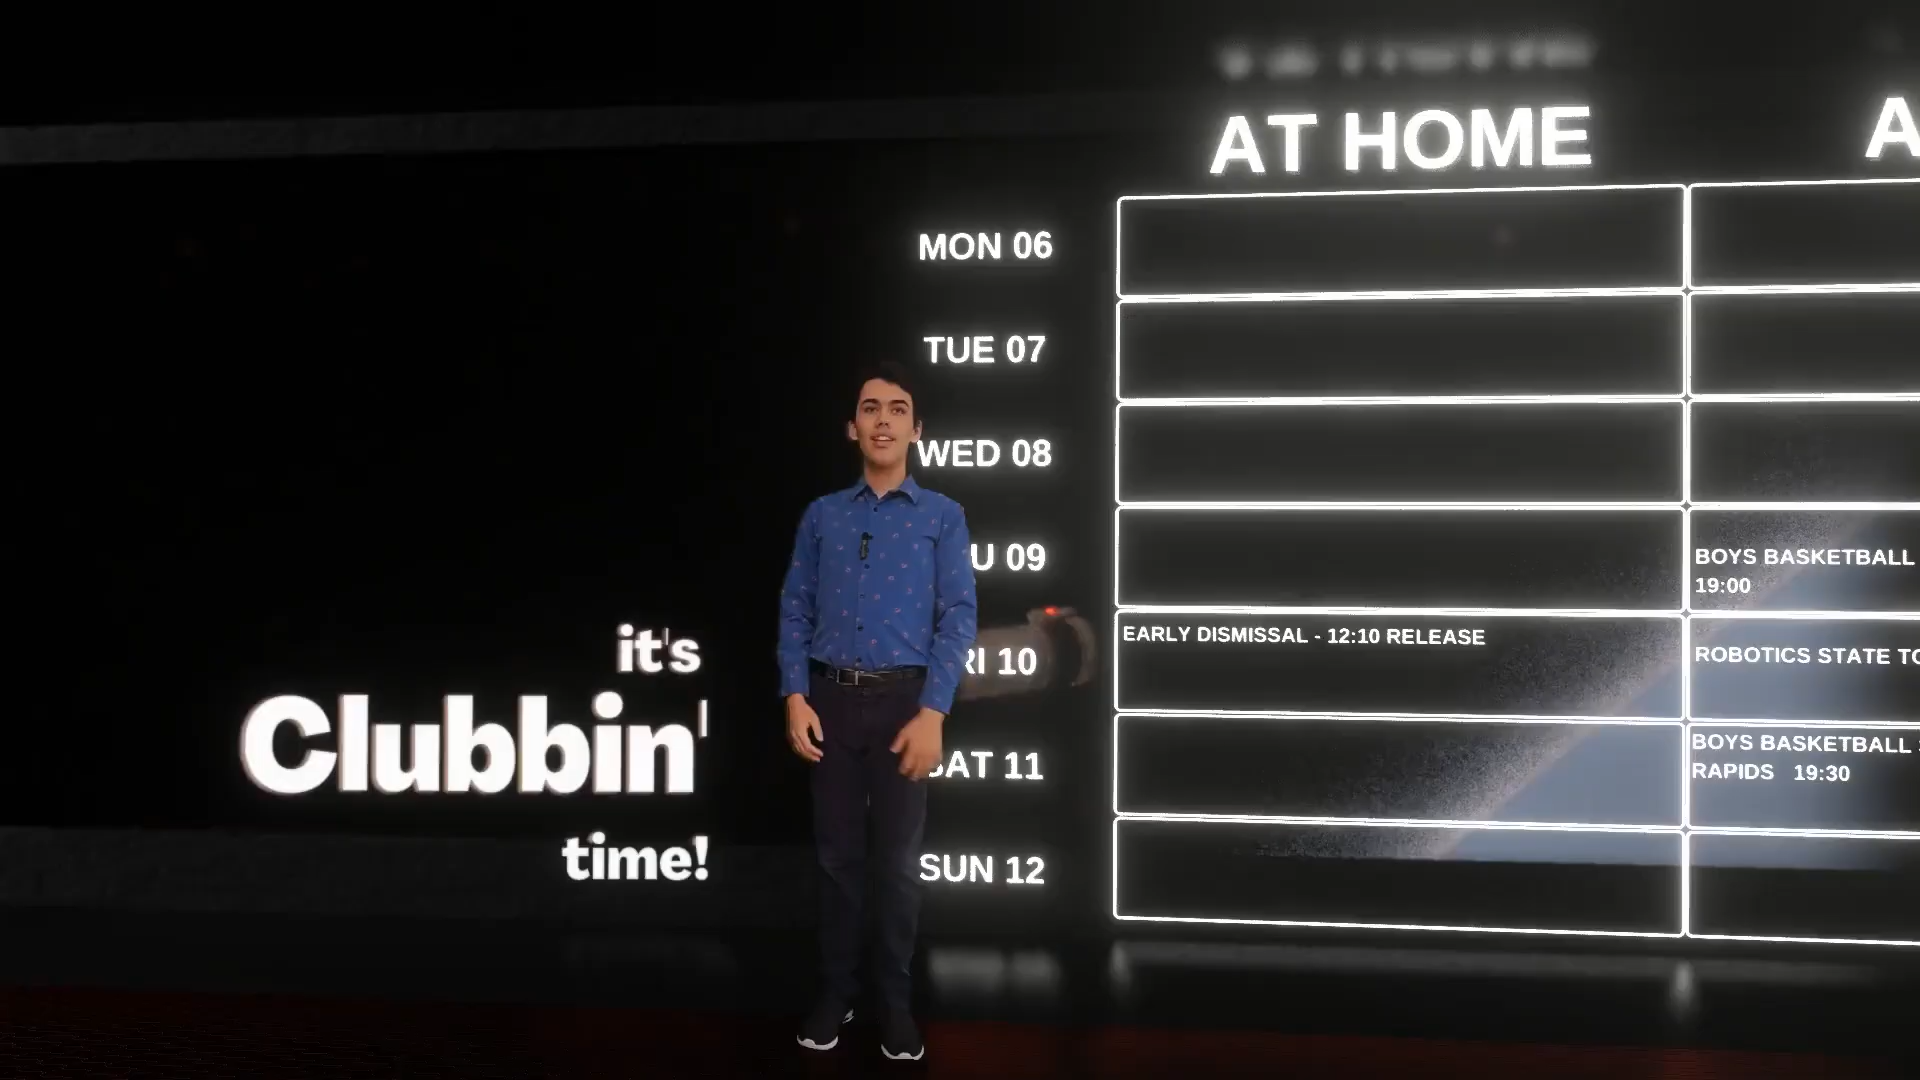 it's
Clubbin'
time!
AT HOME
A
MON 06
TUE 07
WED 08
U 09
BOYS BASKETBALL
19:00
RI 10
EARLY DISMISSAL - 12:10 RELEASE
ROBOTICS STATE TO
SAT 11
BOYS BASKETBALL
RAPIDS 19:30
SUN 12